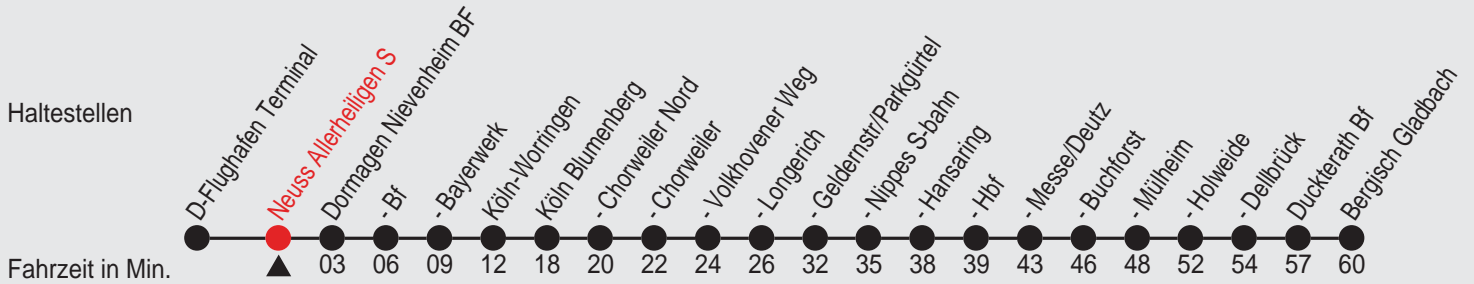 Haltestellen
D-Flughafen Terminal
Neuss Allerheiligen S
Dormagen Nievenheim BF
- Bf
- Bayerwerk
Köln-Worringen
Köln Blumenberg
- Chorweiler Nord
- Chorweiler
- Volkhovener Weg
- Longerich
- Geldernstr/Parkgürtel
- Nippes S-bahn
- Hansaring
- Hbf
- Messe/Deutz
- Buchforst
- Mülheim
- Holweide
- Dellbrück
Duckterath Bf
Bergisch Gladbach
Fahrzeit in Min. 03 06 09 12 18 20 22 24 26 32 35 38 39 43 46 48 52 54 57 60